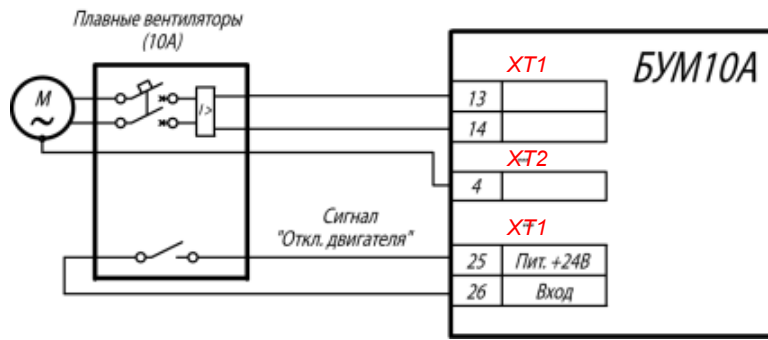 Плавные вентиляторы
(10А)
М
~
I>
БУМ10А
XT1
13
14
XT2
4
XT1
Сигнал
"Откл. двигателя"
25 Пит. +24В
26 Вход